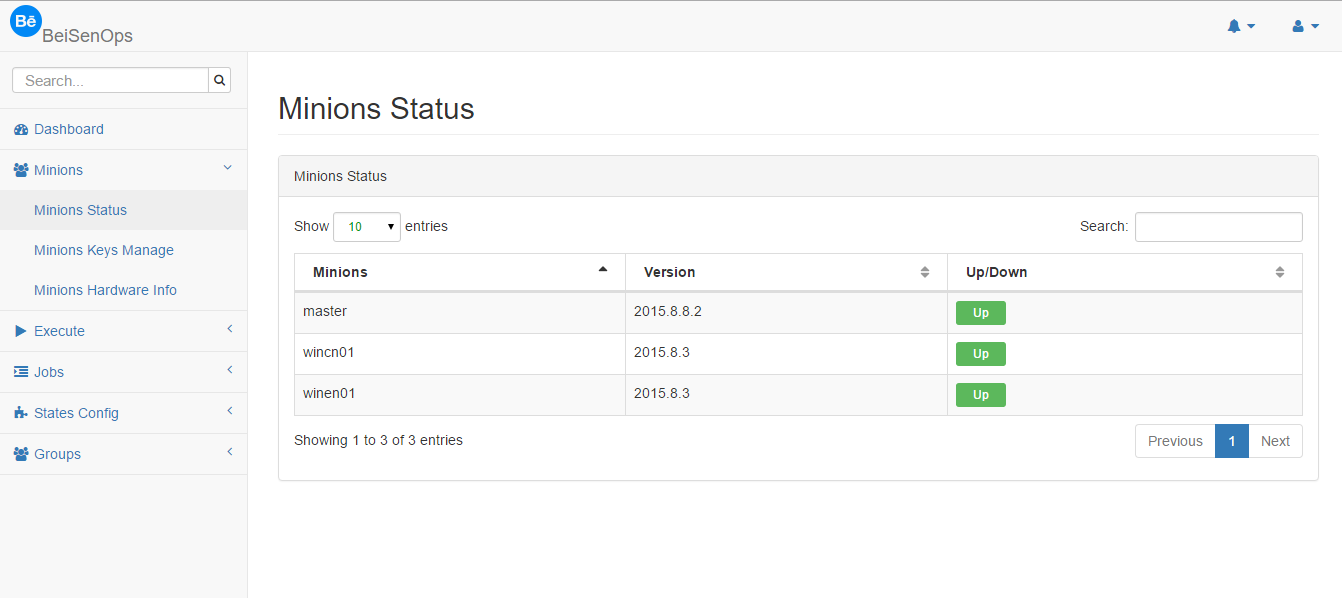 Bē BeiSenOps
Search...
Dashboard
Minions
Minions Status
Minions Keys Manage
Minions Hardware Info
Execute
Jobs
States Config
Groups
Minions Status
Minions Status
Show 10 entries Search:
Minions Version Up/Down
master 2015.8.8.2 Up
wincn01 2015.8.3 Up
winen01 2015.8.3 Up
Showing 1 to 3 of 3 entries Previous 1 Next